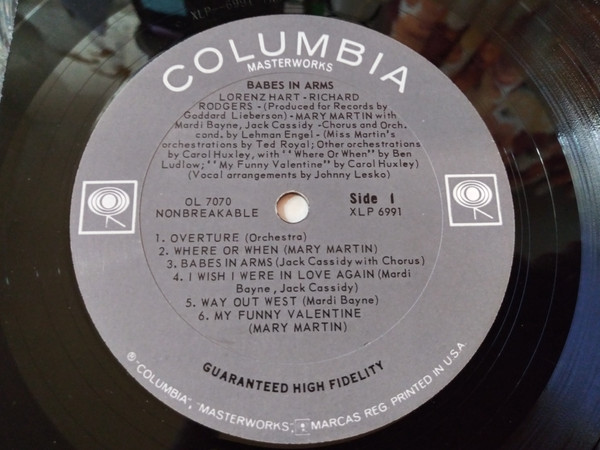 XLP-6991
COLUMBIA
MASTERWORKS
BABES IN ARMS
LORENZ HART - RICHARD
RODGERS - (Produced for Records by
Goddard Lieberson) - MARY MARTIN with
Mardi Bayne, Jack Cassidy - Chorus and Orch.
cond. by Lehman Engel - (Miss Martin's
orchestrations by Ted Royal; Other orchestrations
by Carol Huxley, with "Where Or When" by Ben
Ludlow; "My Funny Valentine" by Carol Huxley)
(Vocal arrangements by Johnny Lesko)
OL 7070
NONBREAKABLE
Side 1
XLP 6991
1. OVERTURE (Orchestra)
2. WHERE OR WHEN (MARY MARTIN)
3. BABES IN ARMS (Jack Cassidy with Chorus)
4. I WISH I WERE IN LOVE AGAIN (Mardi
Bayne, Jack Cassidy)
5. WAY OUT WEST (Mardi Bayne)
6. MY FUNNY VALENTINE
(MARY MARTIN)
GUARANTEED HIGH FIDELITY
® "COLUMBIA", "MASTERWORKS", MARCAS REG. PRINTED IN U.S.A.